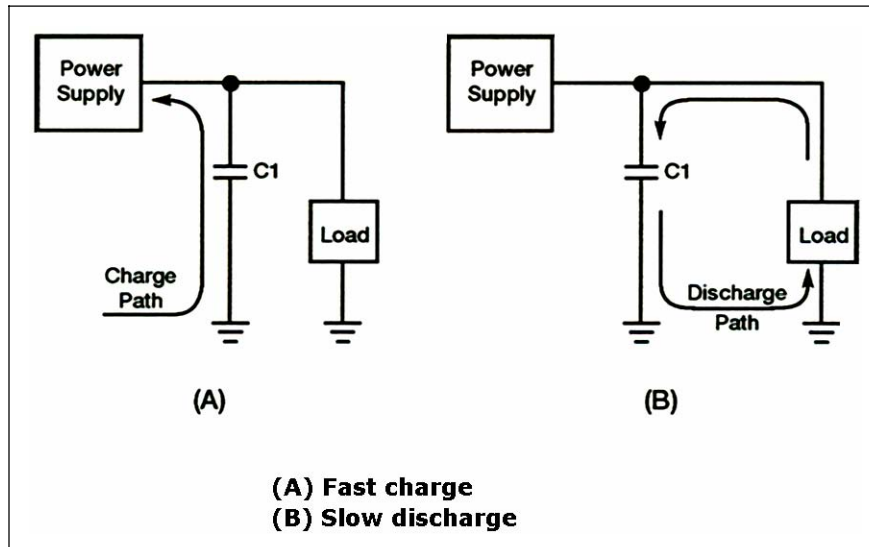 Power
Supply
C1
Load
Charge
Path
(A)
Power
Supply
C1
Load
Discharge
Path
(B)
(A) Fast charge
(B) Slow discharge